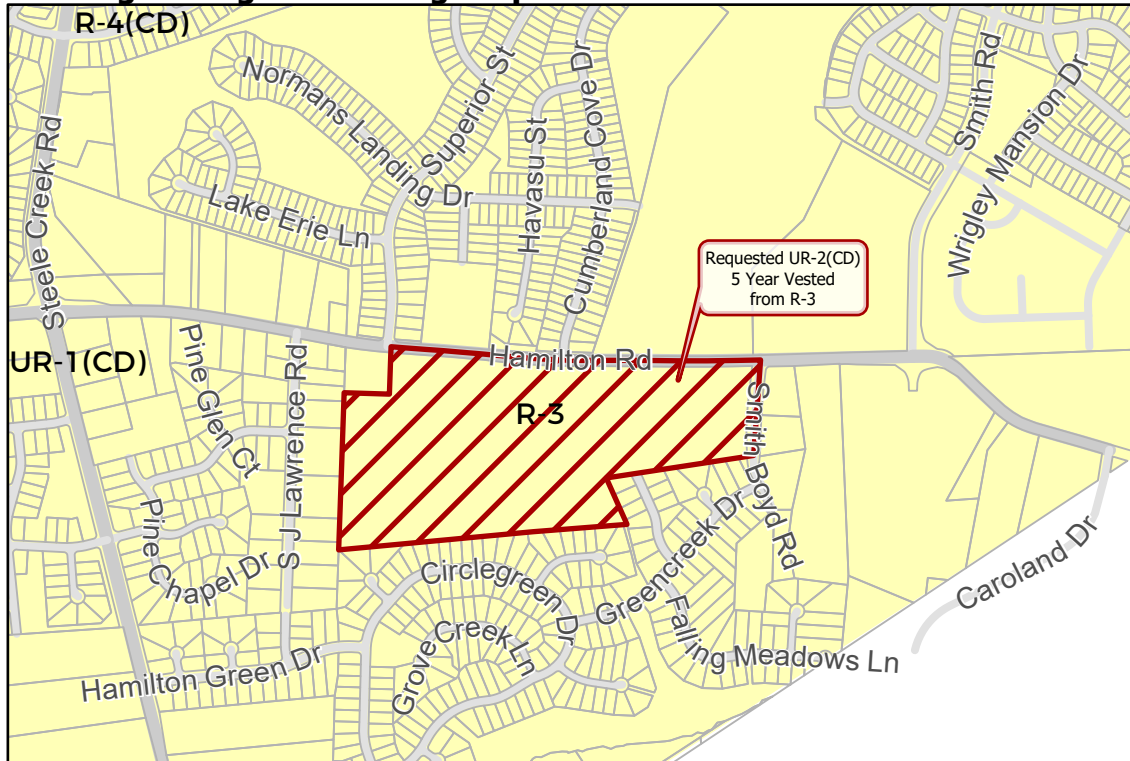 R-4(CD)
Steele Creek Rd
Normans Landing Dr
Superior St
Havasu St
Cumberland Cove Dr
Smith Rd
Wrigley Mansion Dr
Lake Erie Ln
Requested UR-2(CD)
5 Year Vested
from R-3
UR-1(CD)
Pine Glen Ct
S J Lawrence Rd
Hamilton Rd
R-3
Smith Boyd Rd
Pine Chapel Dr
Circlegreen Dr
Greencreek Dr
Caroland Dr
Grove Creek Ln
Falling Meadows Ln
Hamilton Green Dr